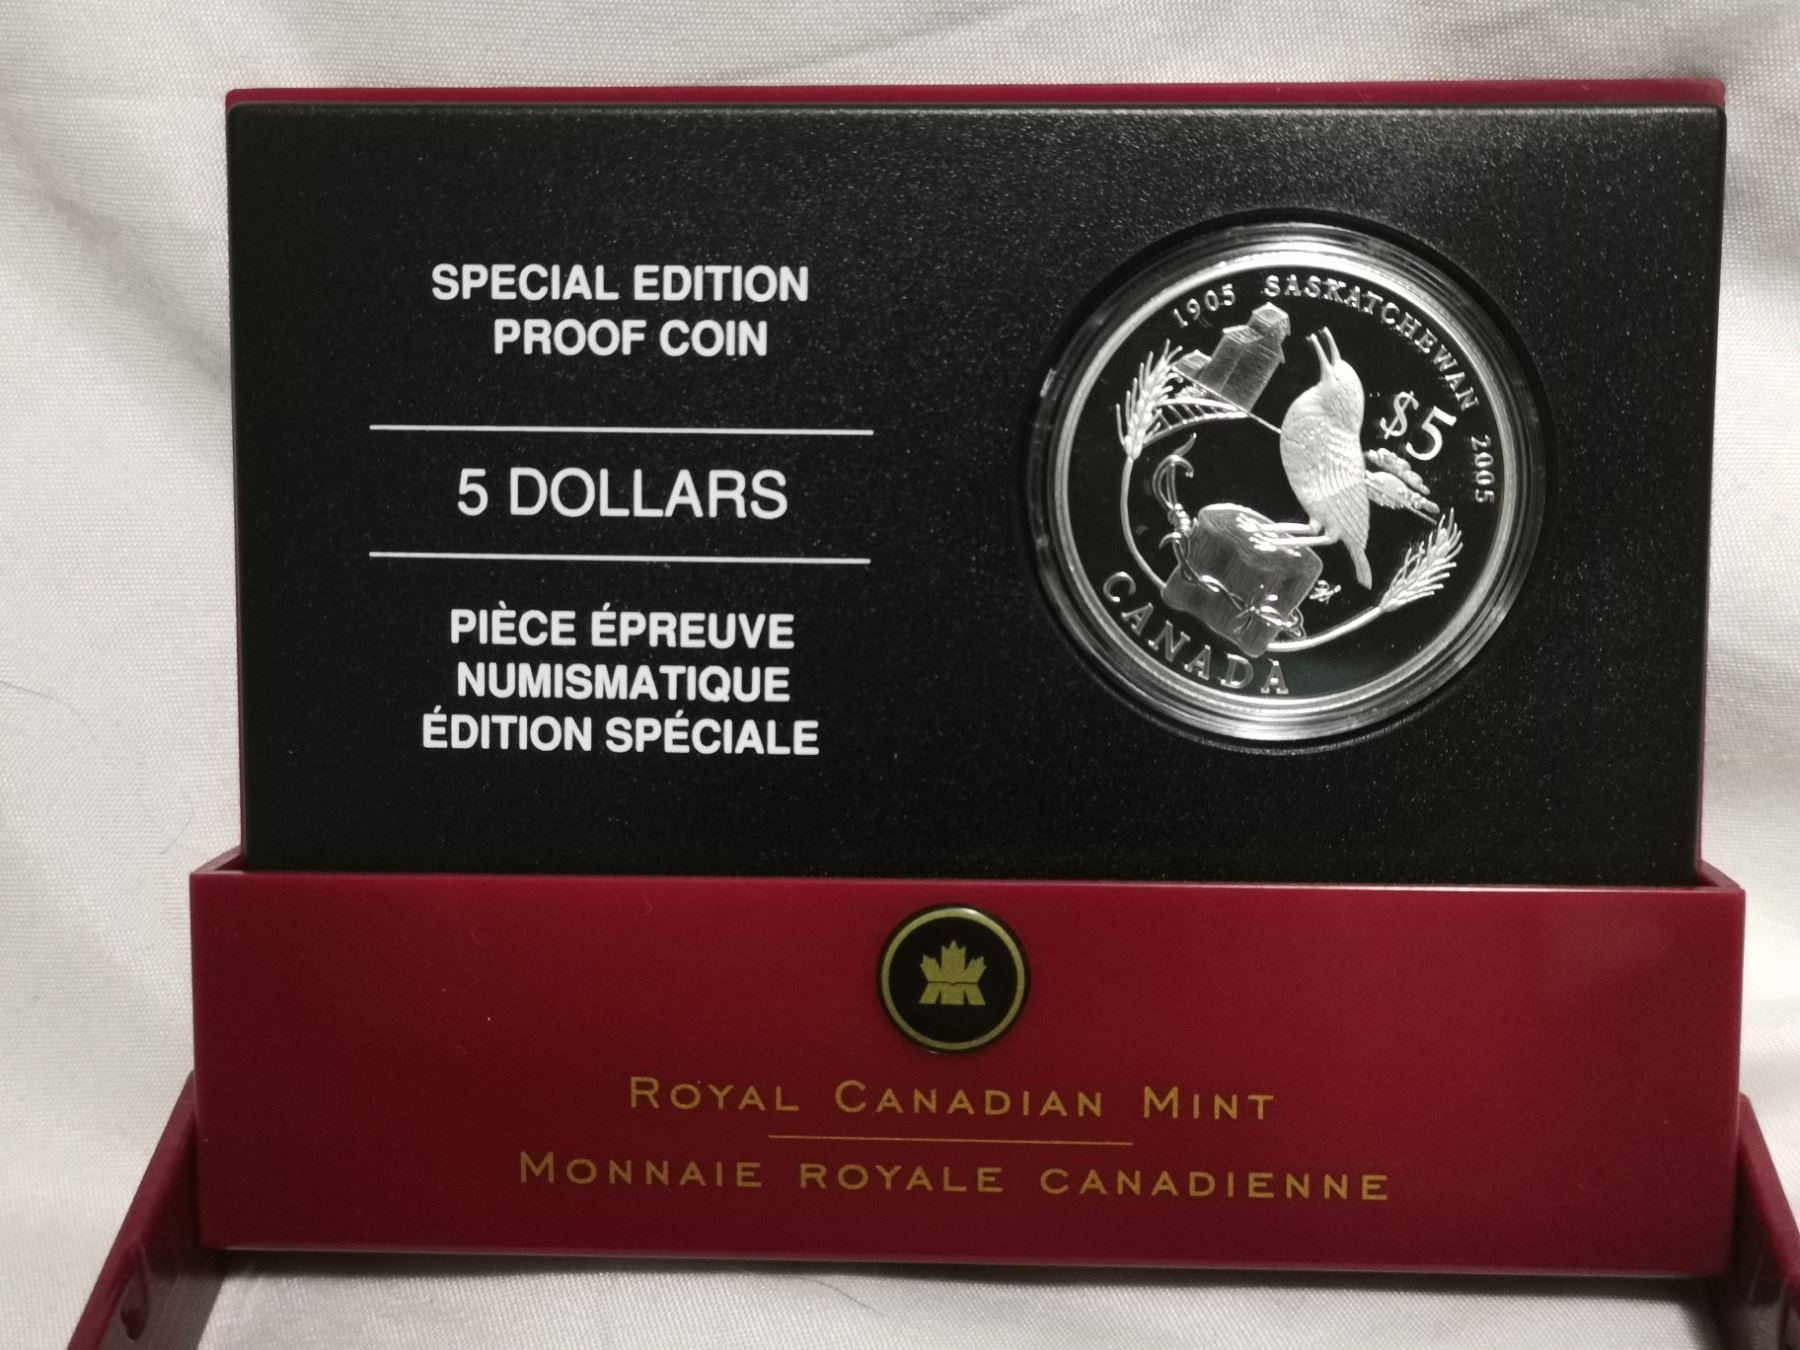 SPECIAL EDITION
PROOF COIN
5 DOLLARS
PIÈCE ÉPREUVE
NUMISMATIQUE
ÉDITION SPÉCIALE
1905 SASKATCHEWAN 2005
$5
CANADA
ROYAL CANADIAN MINT
MONNAIE ROYALE CANADIENNE